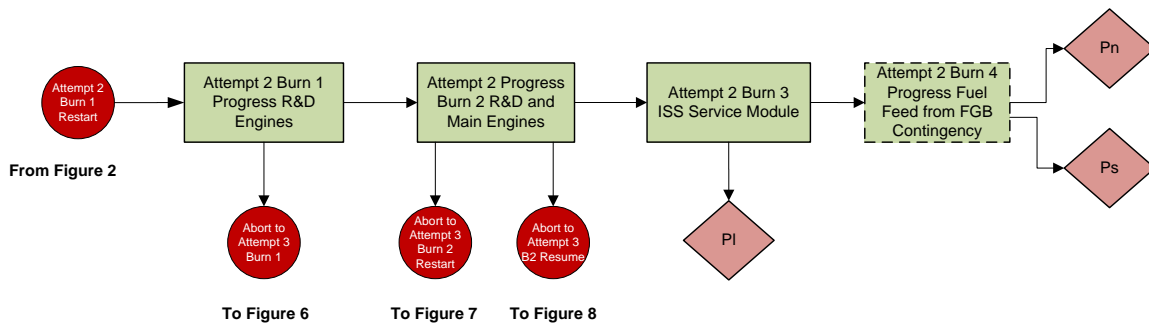 Attempt 2
Burn 1
Restart
From Figure 2
Attempt 2 Burn 1
Progress R&D
Engines
Attempt 2 Progress
Burn 2 R&D and
Main Engines
Attempt 2 Burn 3
ISS Service Module
Attempt 2 Burn 4
Progress Fuel
Feed from FGB
Contingency
Pn
Ps
Abort to
Attempt 3
Burn 1
To Figure 6
Abort to
Attempt 3
Burn 2
Restart
To Figure 7
Abort to
Attempt 3
B2 Resume
To Figure 8
PI